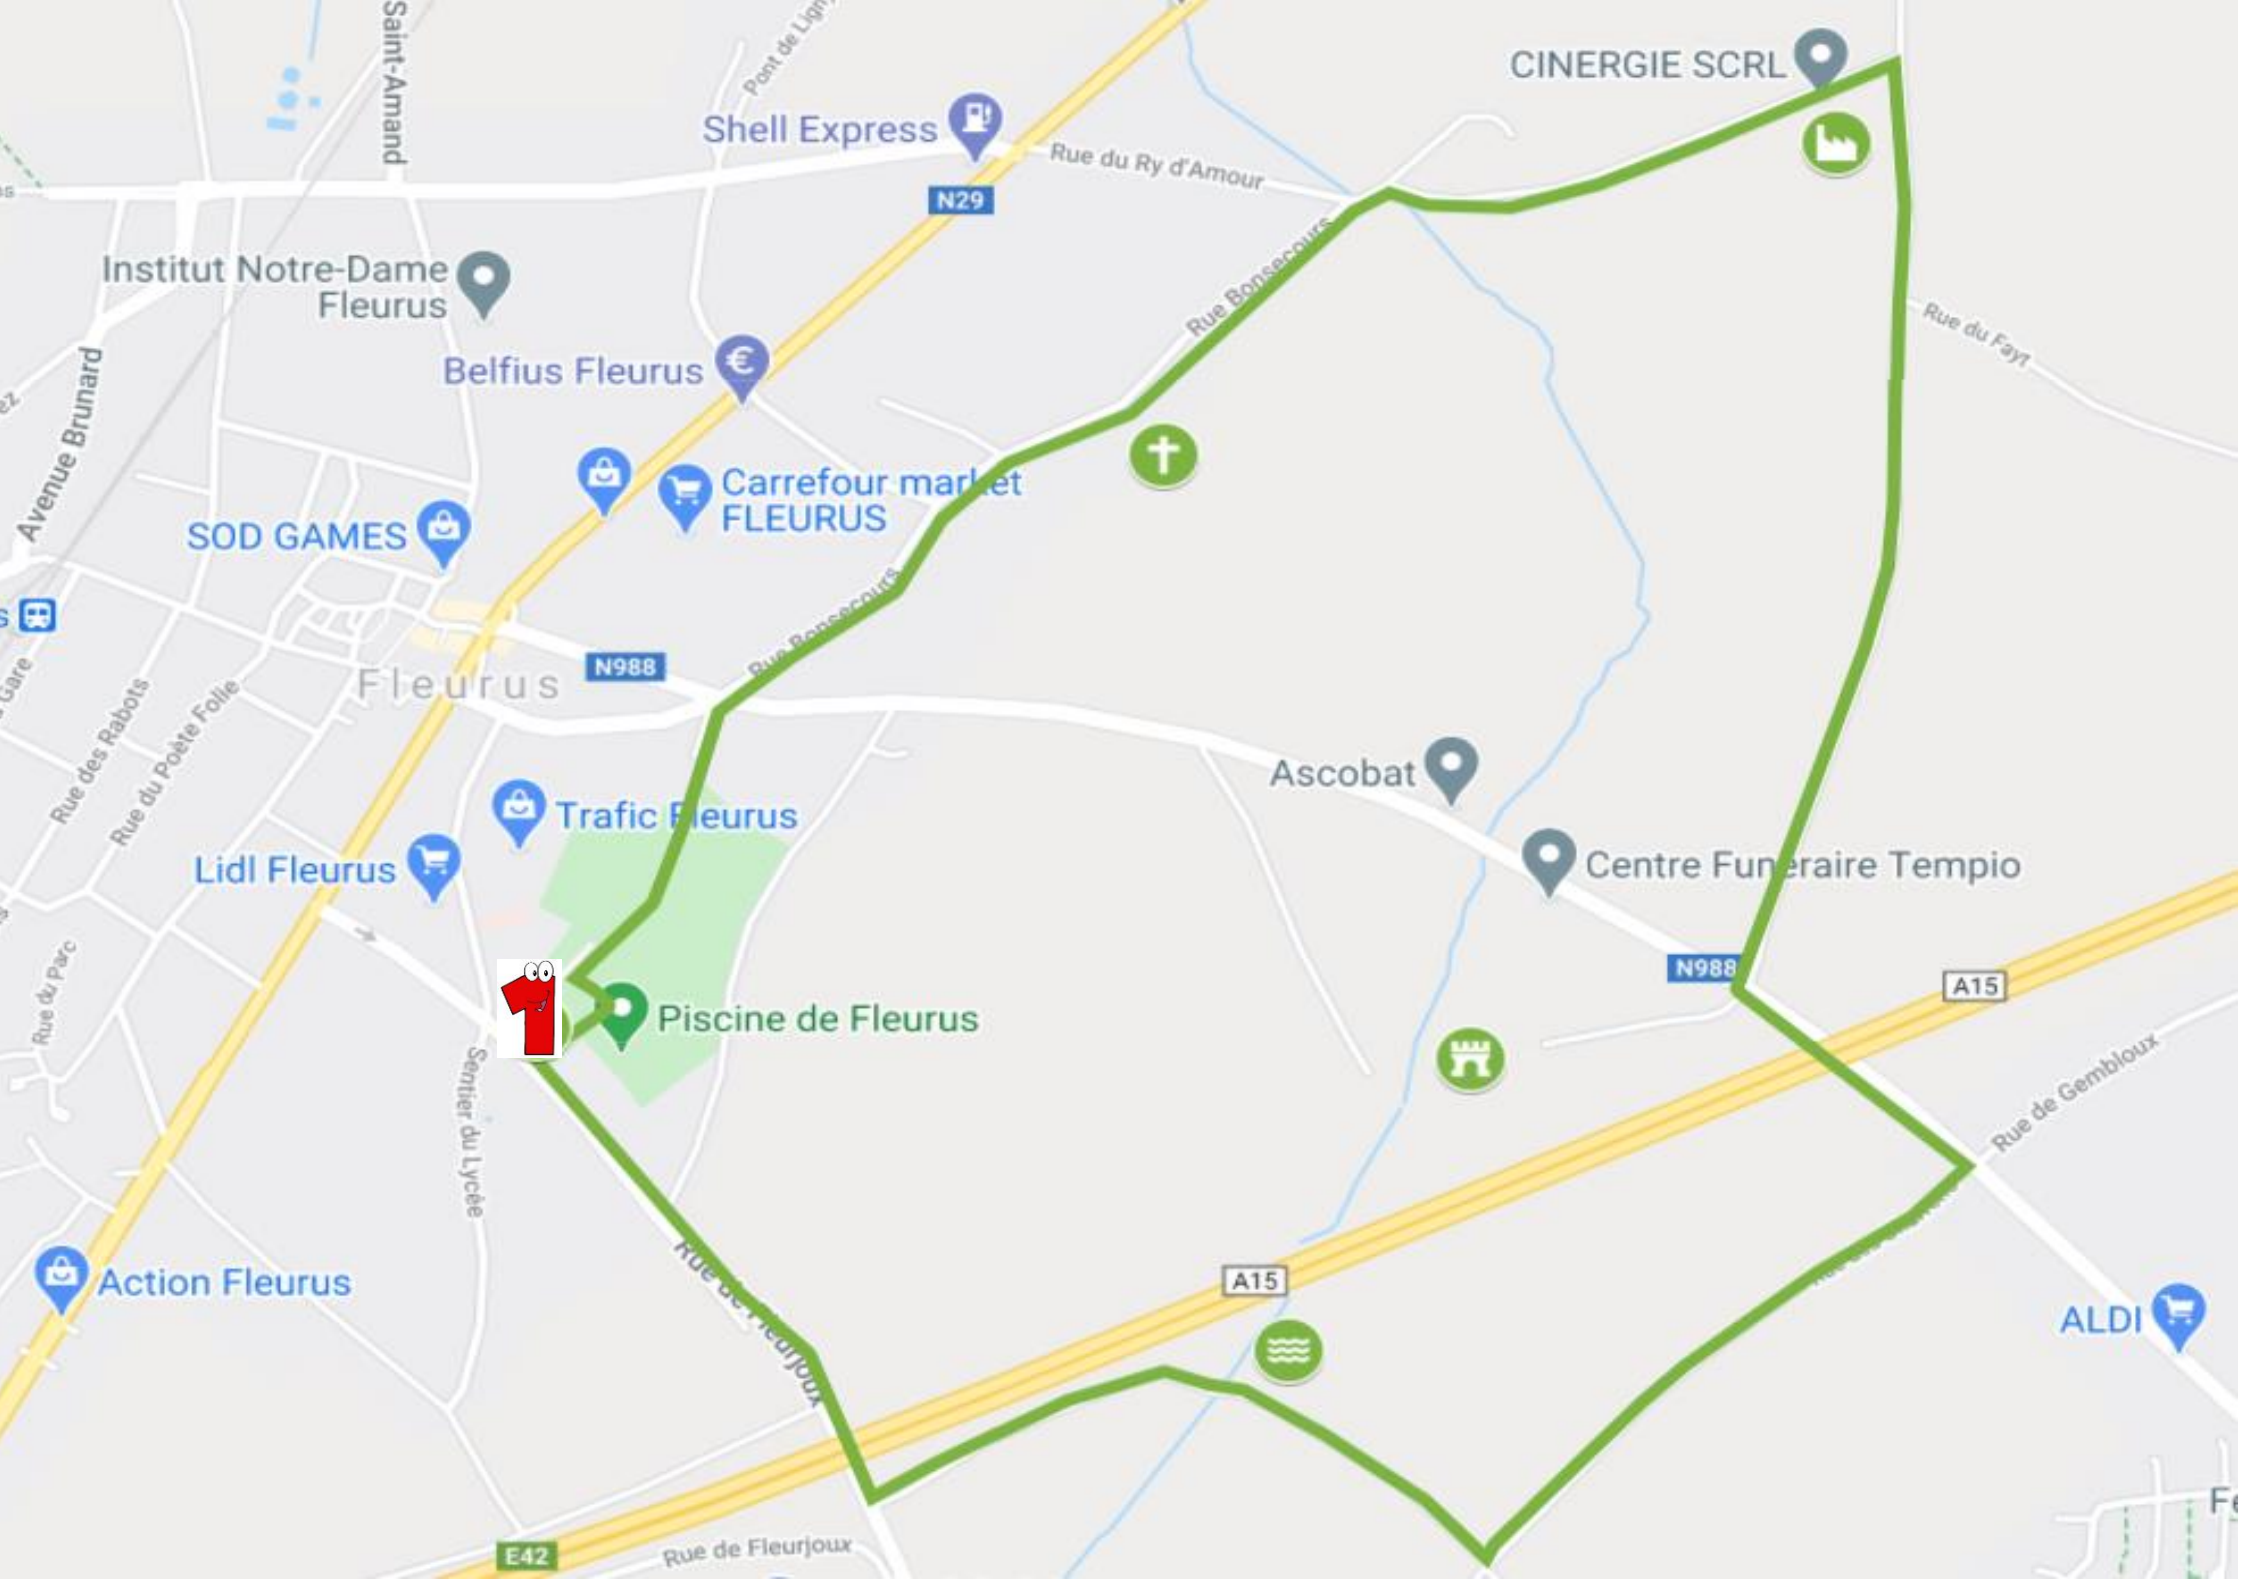 Saint-Amand
Pont de Ligny
CINERGIE SCRL
Shell Express
Rue du Ry d'Amour
N29
Institut Notre-Dame
Fleurus
Rue Bonsecours
Rue du Fayt
Belfius Fleurus
Avenue Brunard
Carrefour market
FLEURUS
SOD GAMES
Rue Bonsecours
N988
Fleurus
Gare
Rue des Rabots
Rue du Poète Folie
Ascobat
Trafic Fleurus
Lidl Fleurus
Centre Funéraire Tempio
N988
A15
Rue du Parc
1
Piscine de Fleurus
Sentier du Lycée
Rue de Gembloux
Rue de Fleurjoux
Action Fleurus
A15
ALDI
E42
Rue de Fleurjoux